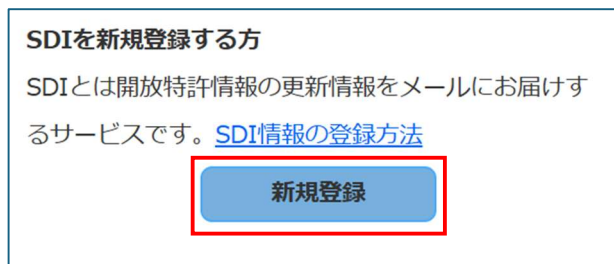 SDIを新規登録する方
SDIとは開放特許情報の更新情報をメールにお届けす
るサービスです。SDI情報の登録方法
新規登録